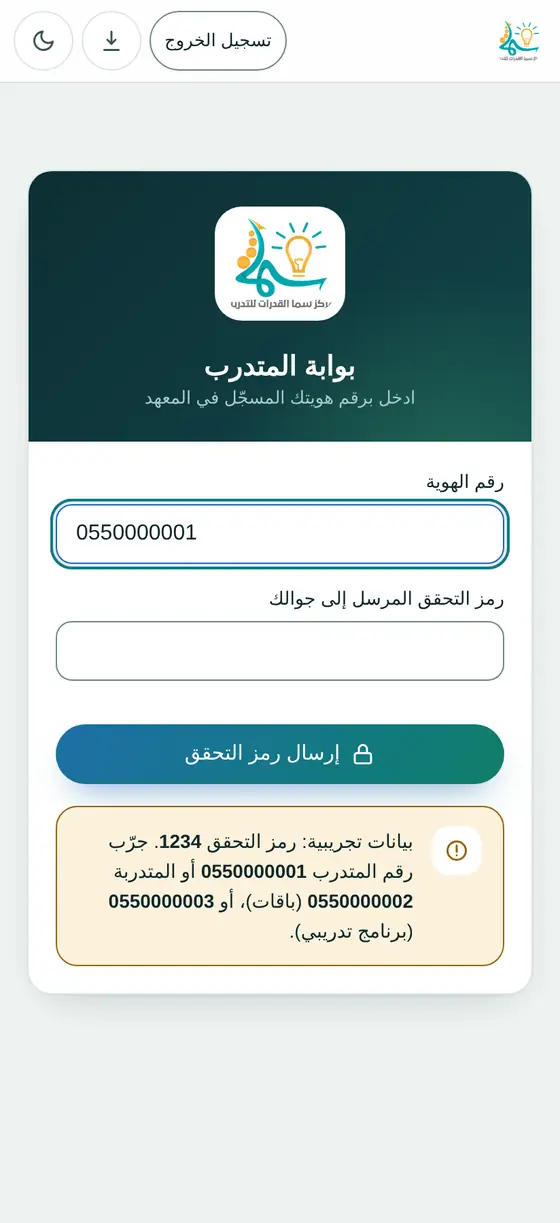 تسجيل الخروج
مركز سما القدرات للتدريب
بوابة المتدرب
ادخل برقم هويتك المسجّل في المعهد
رقم الهوية
0550000001
رمز التحقق المرسل إلى جوالك
إرسال رمز التحقق
بيانات تجريبية: رمز التحقق 1234. جرّب
رقم المتدرب 0550000001 أو المتدربة
0550000002 (باقات)، أو 0550000003
(برنامج تدريبي).